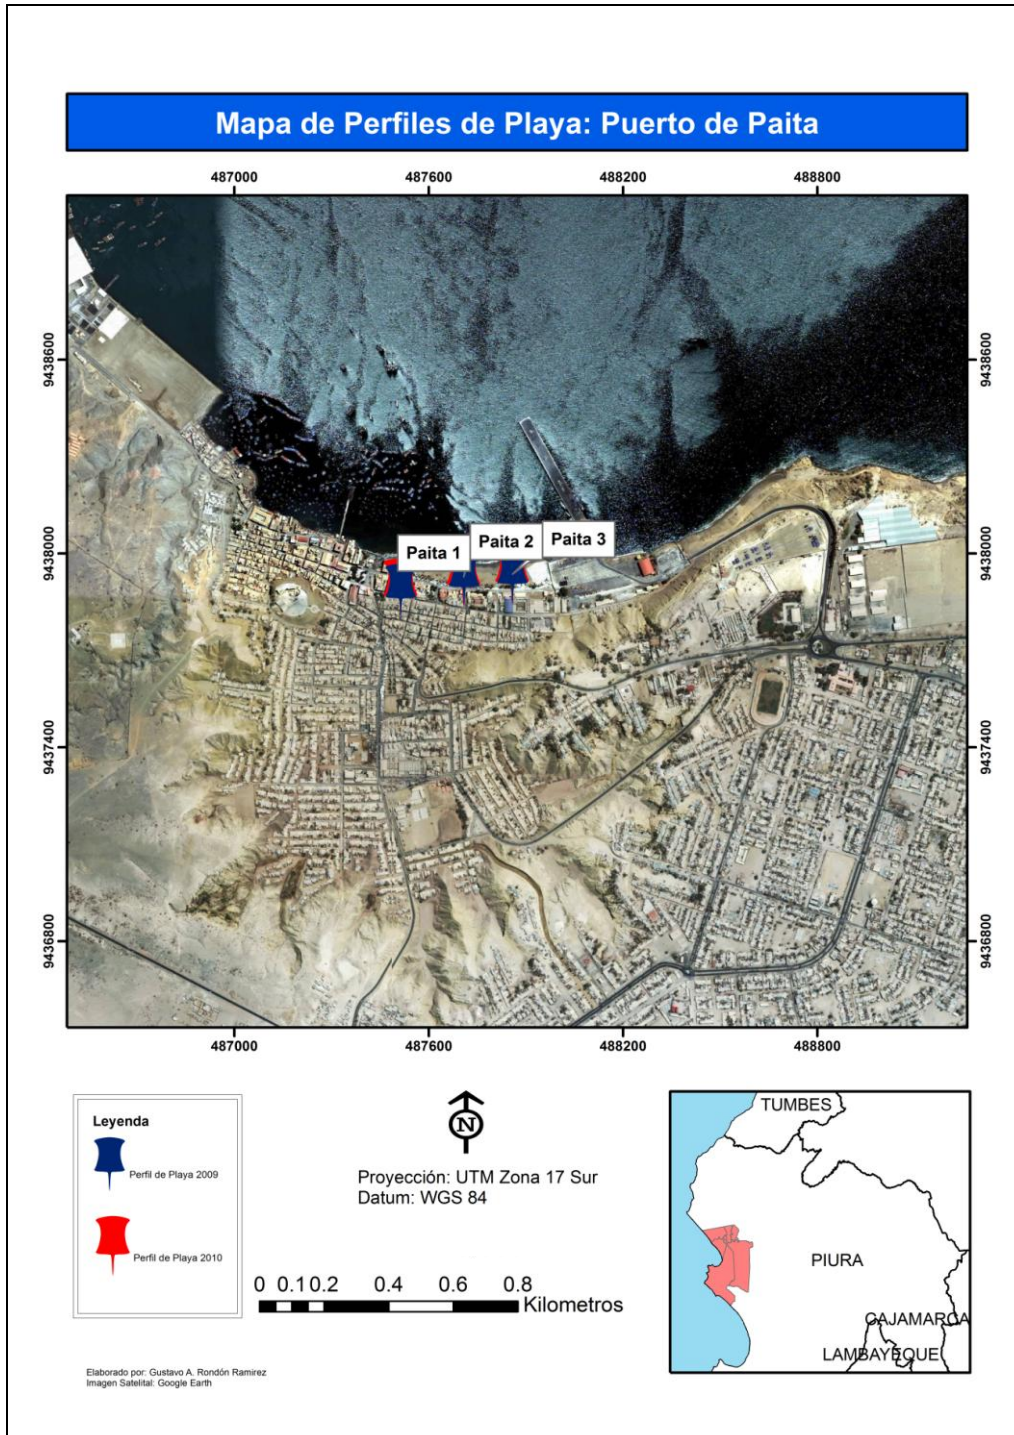 Mapa de Perfiles de Playa: Puerto de Paita
487000 487600 488200 488800
9438600 9438600
Paita 1 Paita 2 Paita 3
9438000 9438000
9437400 9437400
9436800 9436800
487000 487600 488200 488800
Leyenda
Perfil de Playa 2009
Perfil de Playa 2010
N
Proyección: UTM Zona 17 Sur
Datum: WGS 84
0 0.1 0.2 0.4 0.6 0.8
Kilometros
TUMBES
PIURA
CAJAMARCA
LAMBAYEQUE
Elaborado por: Gustavo A. Rondón Ramirez
Imagen Satelital: Google Earth